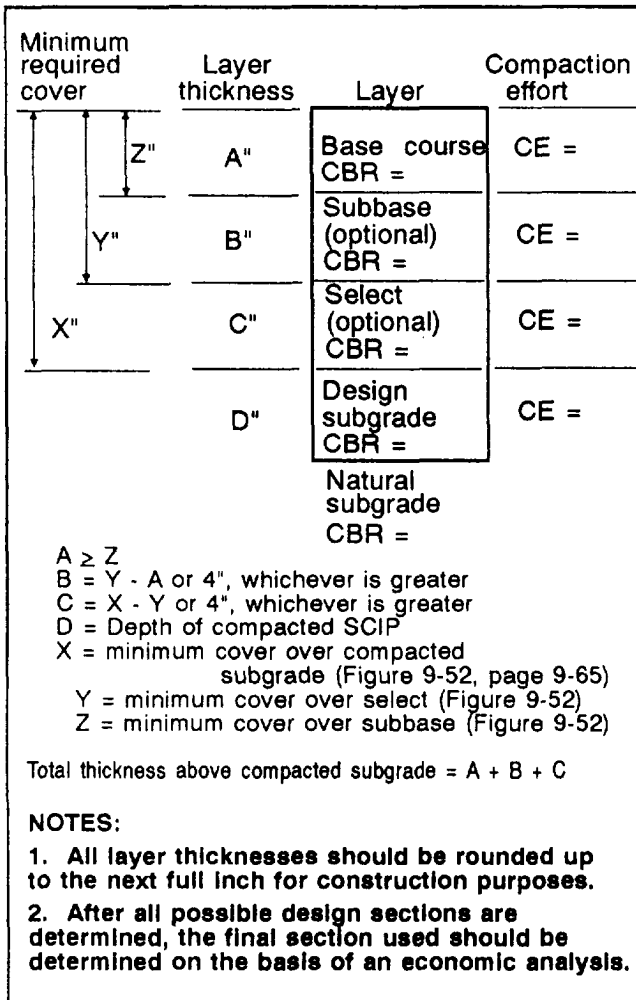 Minimum required cover
Layer thickness
Layer
Compaction effort
Z"
A"
Base course
CBR =
CE =
Y"
B"
Subbase
(optional)
CBR =
CE =
X"
C"
Select
(optional)
CBR =
CE =
D"
Design
subgrade
CBR =
CE =
Natural
subgrade
CBR =
A ≥ Z
B = Y - A or 4", whichever is greater
C = X - Y or 4", whichever is greater
D = Depth of compacted SCIP
X = minimum cover over compacted
subgrade (Figure 9-52, page 9-65)
Y = minimum cover over select (Figure 9-52)
Z = minimum cover over subbase (Figure 9-52)
Total thickness above compacted subgrade = A + B + C
NOTES:
1. All layer thicknesses should be rounded up
to the next full inch for construction purposes.
2. After all possible design sections are
determined, the final section used should be
determined on the basis of an economic analysis.